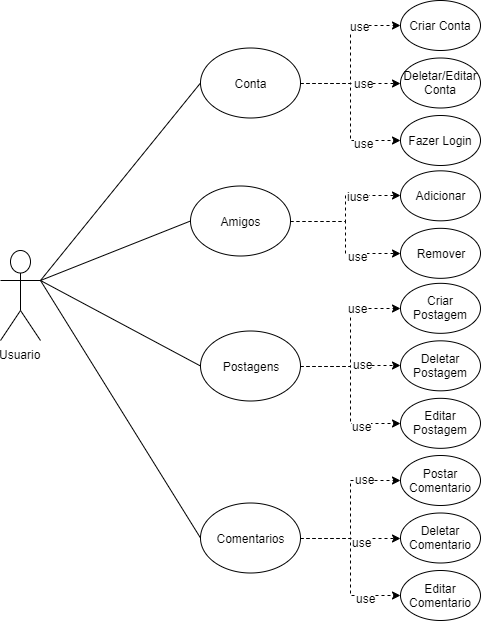 use
Criar Conta
Conta
use
Deletar/Editar
Conta
use
Fazer Login
Amigos
use
Adicionar
use
Remover
Usuario
use
Criar
Postagem
Postagens
use
Deletar
Postagem
use
Editar
Postagem
use
Postar
Comentario
Comentarios
use
Deletar
Comentario
use
Editar
Comentario